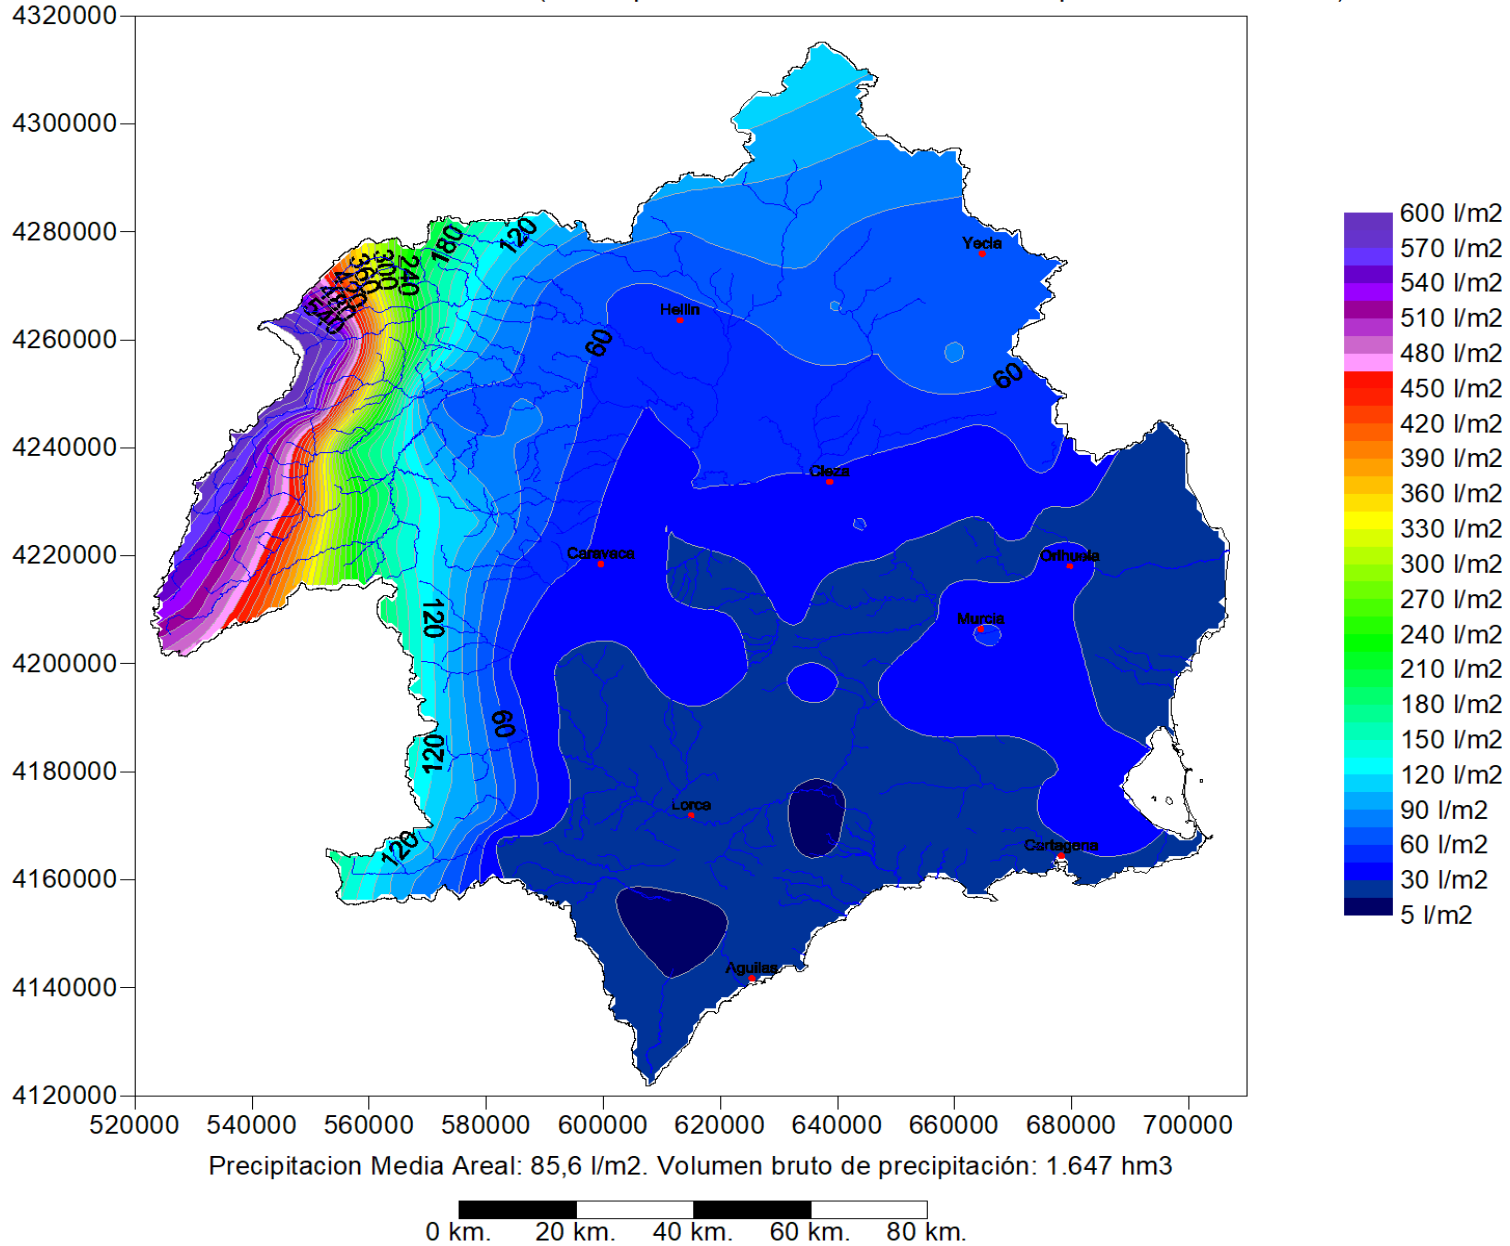 4320000
4300000
4280000
4260000
4240000
4220000
4200000
4180000
4160000
4140000
4120000
520000 540000 560000 580000 600000 620000 640000 660000 680000 700000
540
360
300
240
180
120
60
60
120
60
120
120
Yecla
Hellin
Cieza
Caravaca
Orihuela
Murcia
Lorca
Cartagena
Aguilas
600 l/m2
570 l/m2
540 l/m2
510 l/m2
480 l/m2
450 l/m2
420 l/m2
390 l/m2
360 l/m2
330 l/m2
300 l/m2
270 l/m2
240 l/m2
210 l/m2
180 l/m2
150 l/m2
120 l/m2
90 l/m2
60 l/m2
30 l/m2
5 l/m2
Precipitacion Media Areal: 85,6 l/m2. Volumen bruto de precipitación: 1.647 hm3
0 km. 20 km. 40 km. 60 km. 80 km.